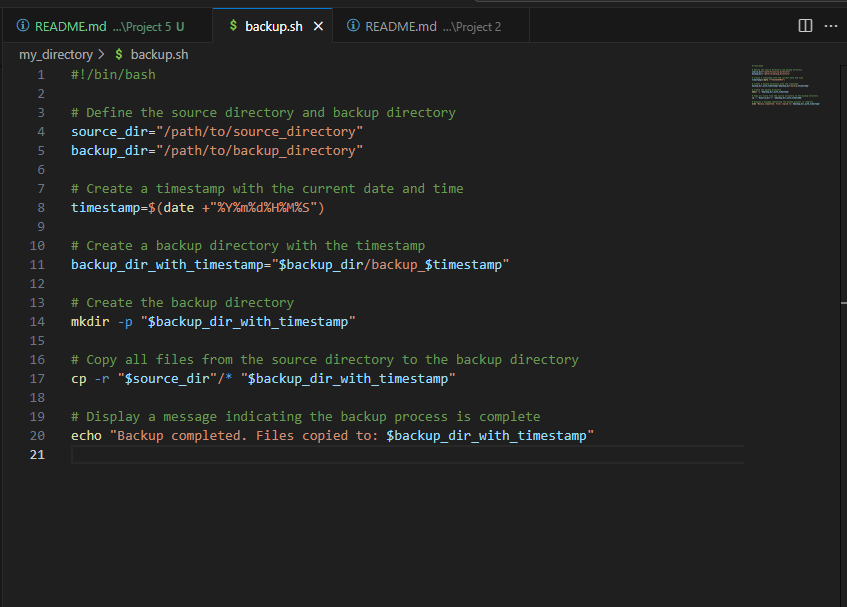 README.md ...\Project 5 U
$ backup.sh
README.md ...\Project 2
my_directory > $ backup.sh
1 #!/bin/bash
2
3 # Define the source directory and backup directory
4 source_dir="/path/to/source_directory"
5 backup_dir="/path/to/backup_directory"
6
7 # Create a timestamp with the current date and time
8 timestamp=$(date +"%Y%m%d%H%M%S")
9
10 # Create a backup directory with the timestamp
11 backup_dir_with_timestamp="$backup_dir/backup_$timestamp"
12
13 # Create the backup directory
14 mkdir -p "$backup_dir_with_timestamp"
15
16 # Copy all files from the source directory to the backup directory
17 cp -r "$source_dir"/* "$backup_dir_with_timestamp"
18
19 # Display a message indicating the backup process is complete
20 echo "Backup completed. Files copied to: $backup_dir_with_timestamp"
21